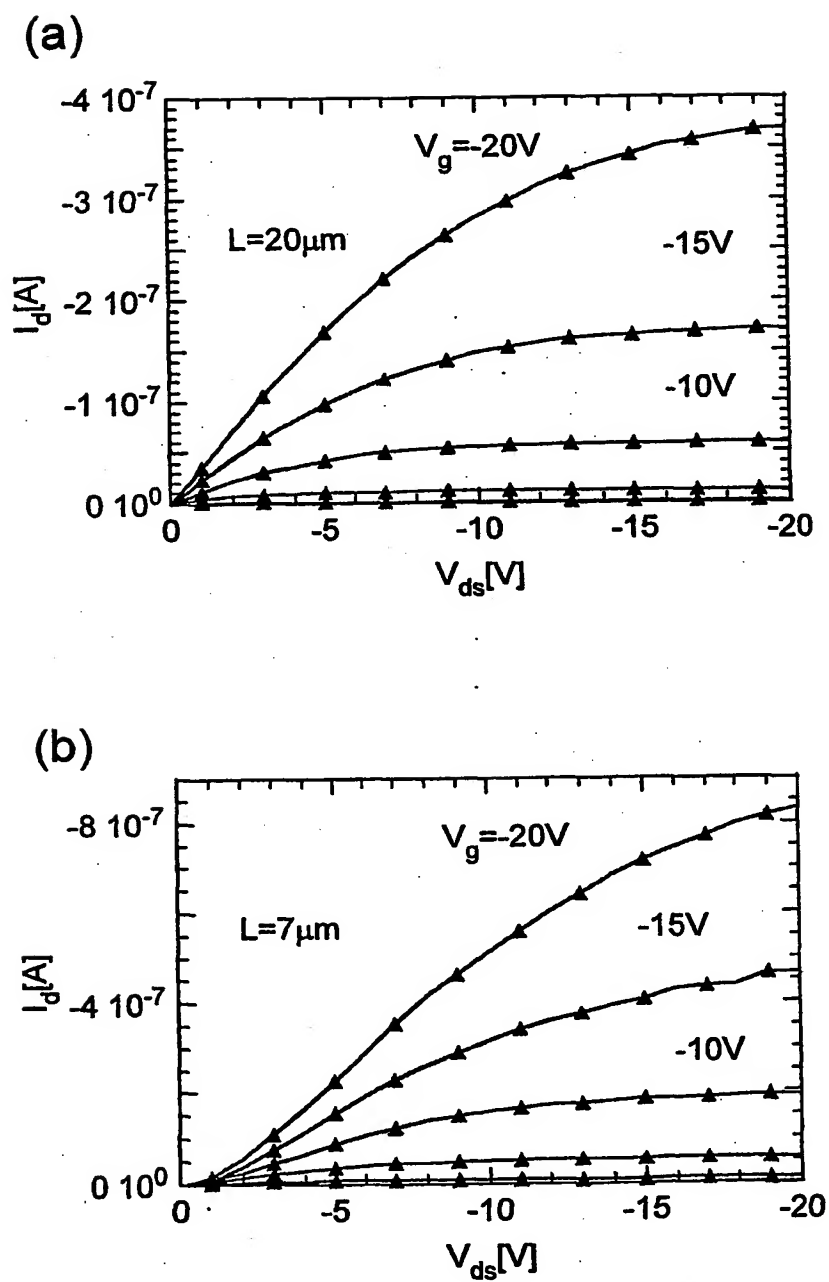 (a)
-4 10⁻⁷
V_g=-20V
-3 10⁻⁷
L=20μm
-15V
I_d[A]
-2 10⁻⁷
-10V
-1 10⁻⁷
0 10⁰
0 -5 -10 -15 -20
V_ds[V]
(b)
-8 10⁻⁷
V_g=-20V
L=7μm
-15V
I_d[A]
-4 10⁻⁷
-10V
0 10⁰
0 -5 -10 -15 -20
V_ds[V]